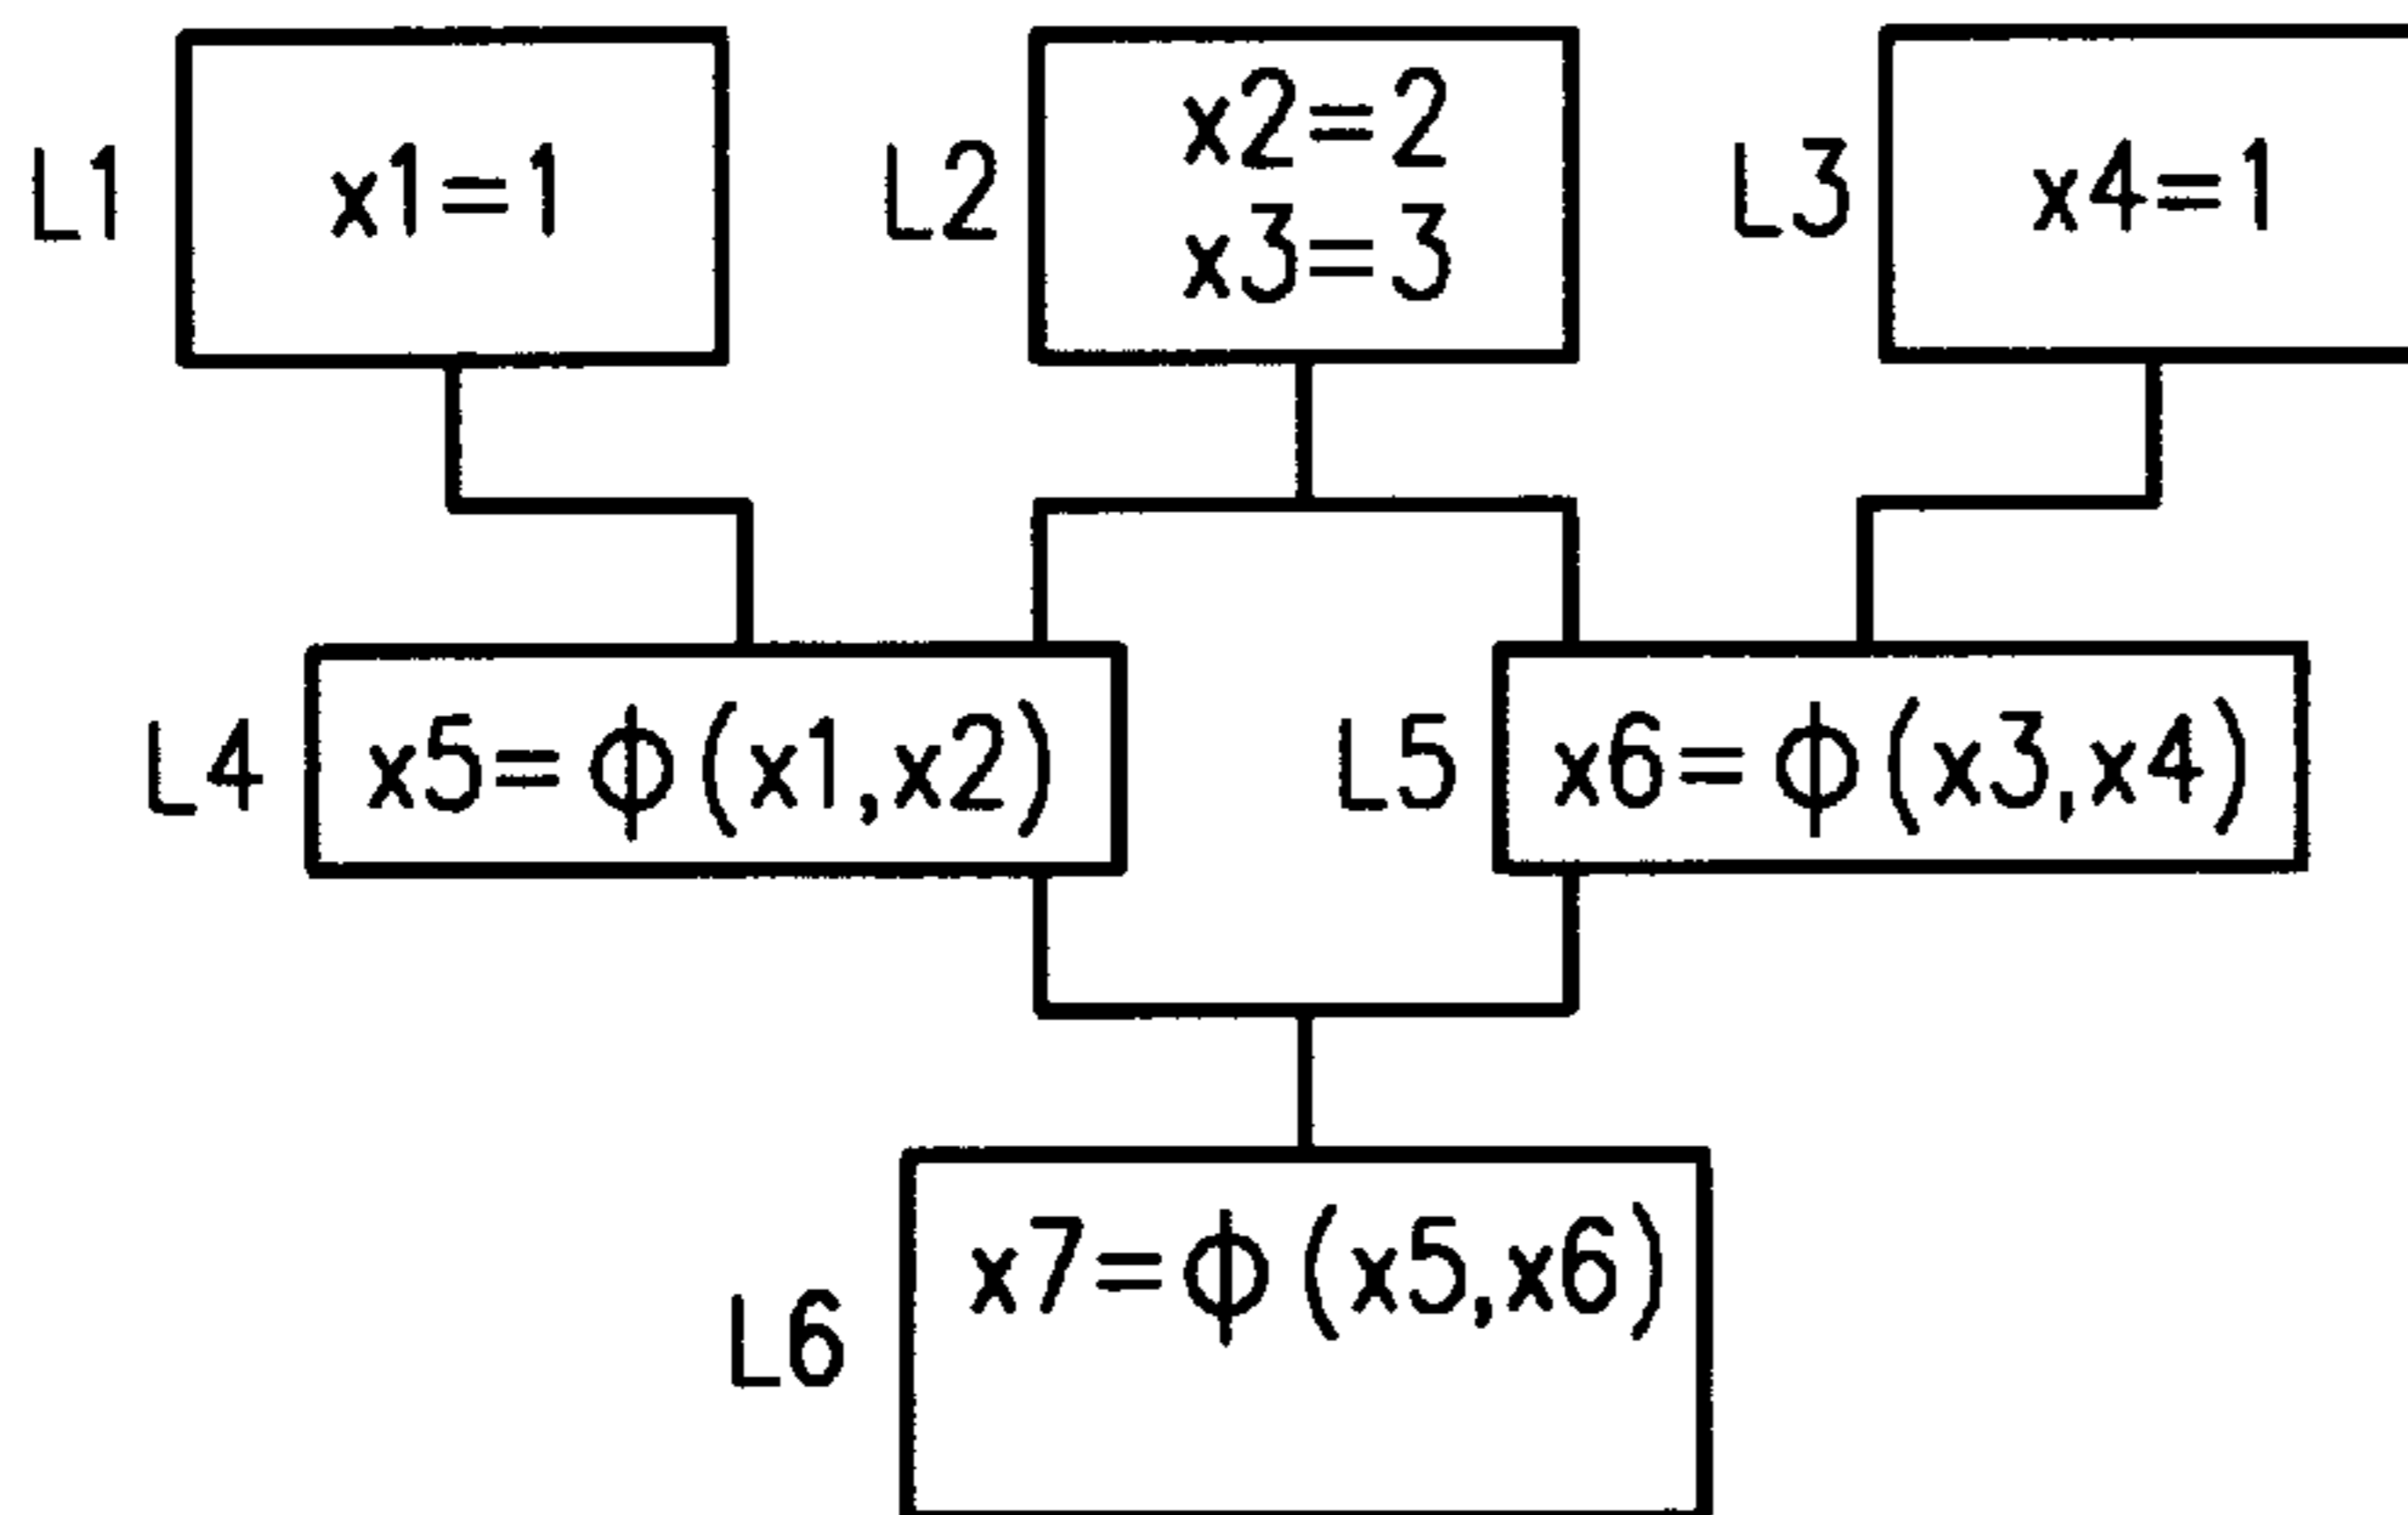 L1
x1=1
L2
x2=2
x3=3
L3
x4=1
L4
x5=ϕ(x1,x2)
L5
x6=ϕ(x3,x4)
L6
x7=ϕ(x5,x6)